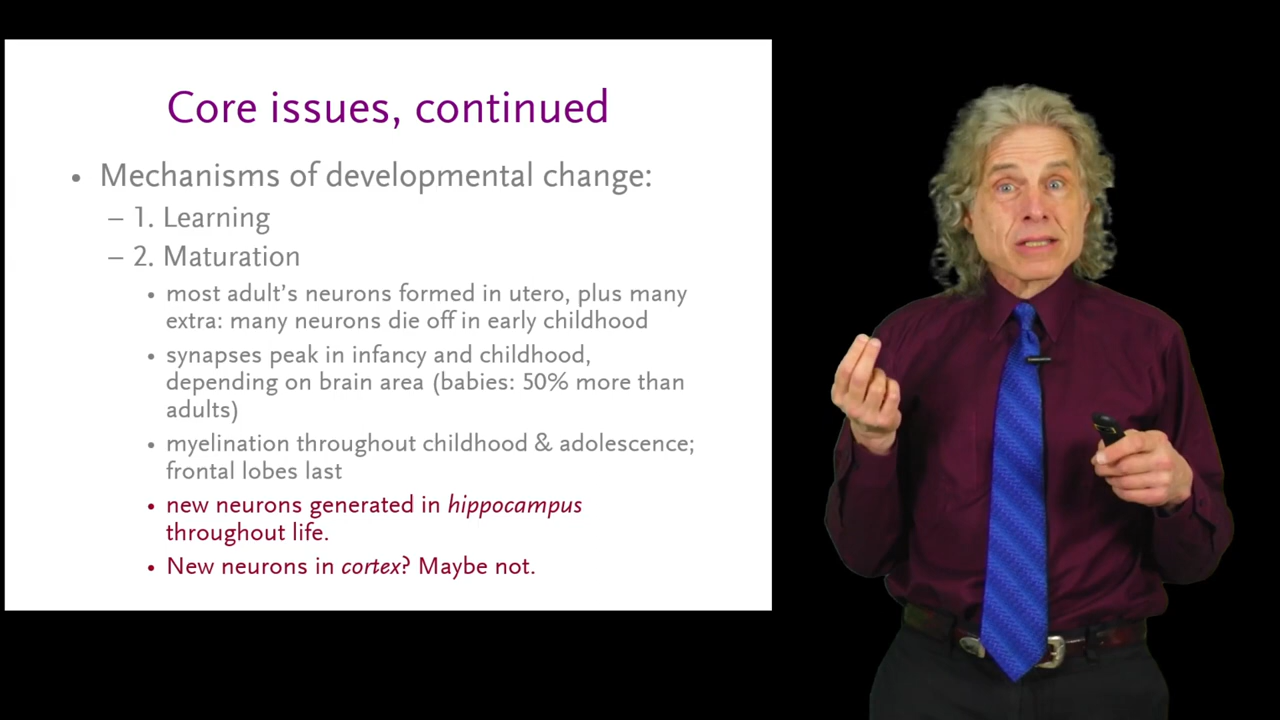 Core issues, continued
• Mechanisms of developmental change:
– 1. Learning
– 2. Maturation
• most adult’s neurons formed in utero, plus many
extra: many neurons die off in early childhood
• synapses peak in infancy and childhood,
depending on brain area (babies: 50% more than
adults)
• myelination throughout childhood & adolescence;
frontal lobes last
• new neurons generated in hippocampus
throughout life.
• New neurons in cortex? Maybe not.